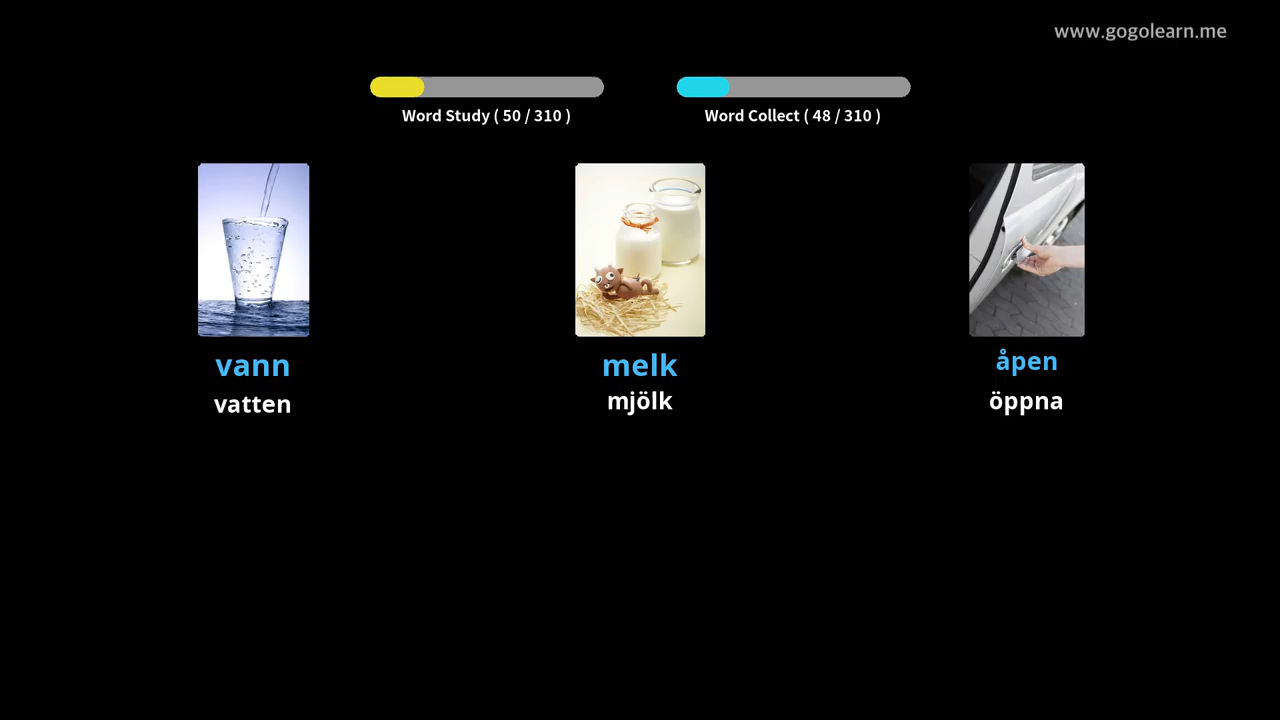 www.gogolearn.me
Word Study ( 50 / 310 )
Word Collect ( 48 / 310 )
vann
vatten
melk
mjölk
åpen
öppna